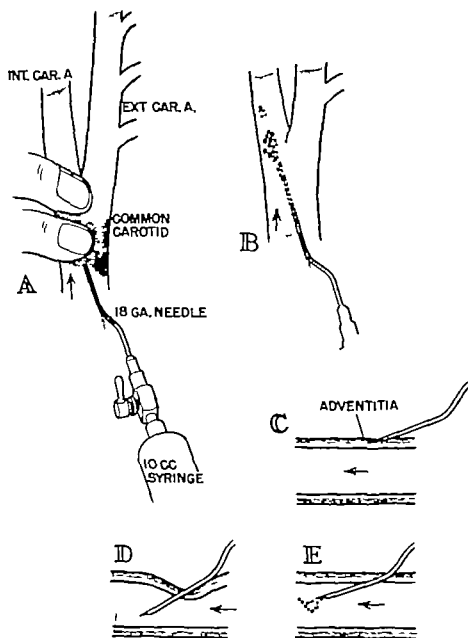 INT. CAR. A
EXT CAR. A.
COMMON
CAROTID
A
18 GA. NEEDLE
10 CC
SYRINGE
B
C
ADVENTITIA
D
E